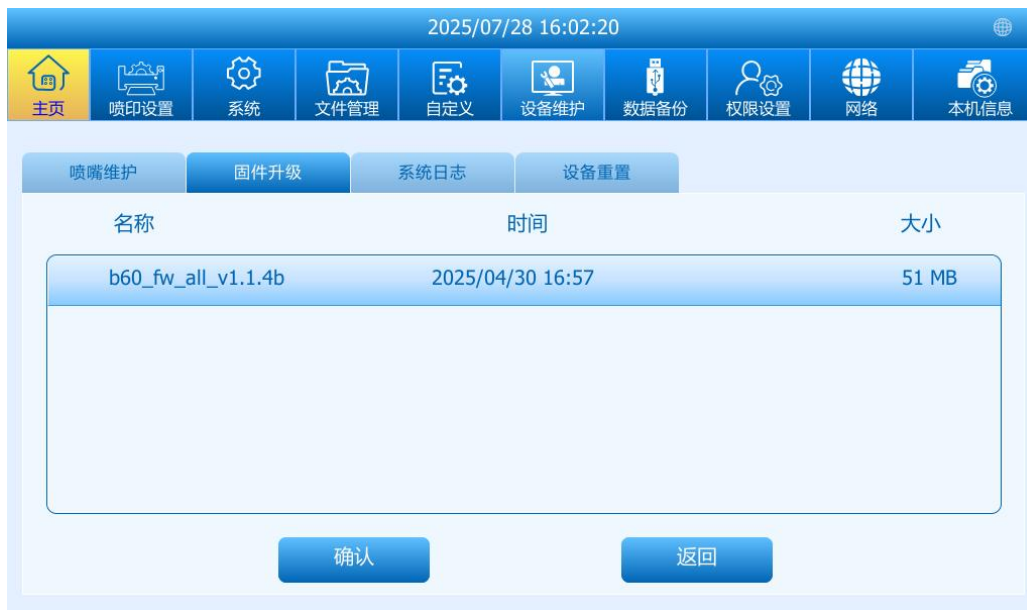 2025/07/28 16:02:20
主页 喷印设置 系统 文件管理 自定义 设备维护 数据备份 权限设置 网络 本机信息
喷嘴维护 固件升级 系统日志 设备重置
名称 时间 大小
b60_fw_all_v1.1.4b 2025/04/30 16:57 51 MB
确认 返回